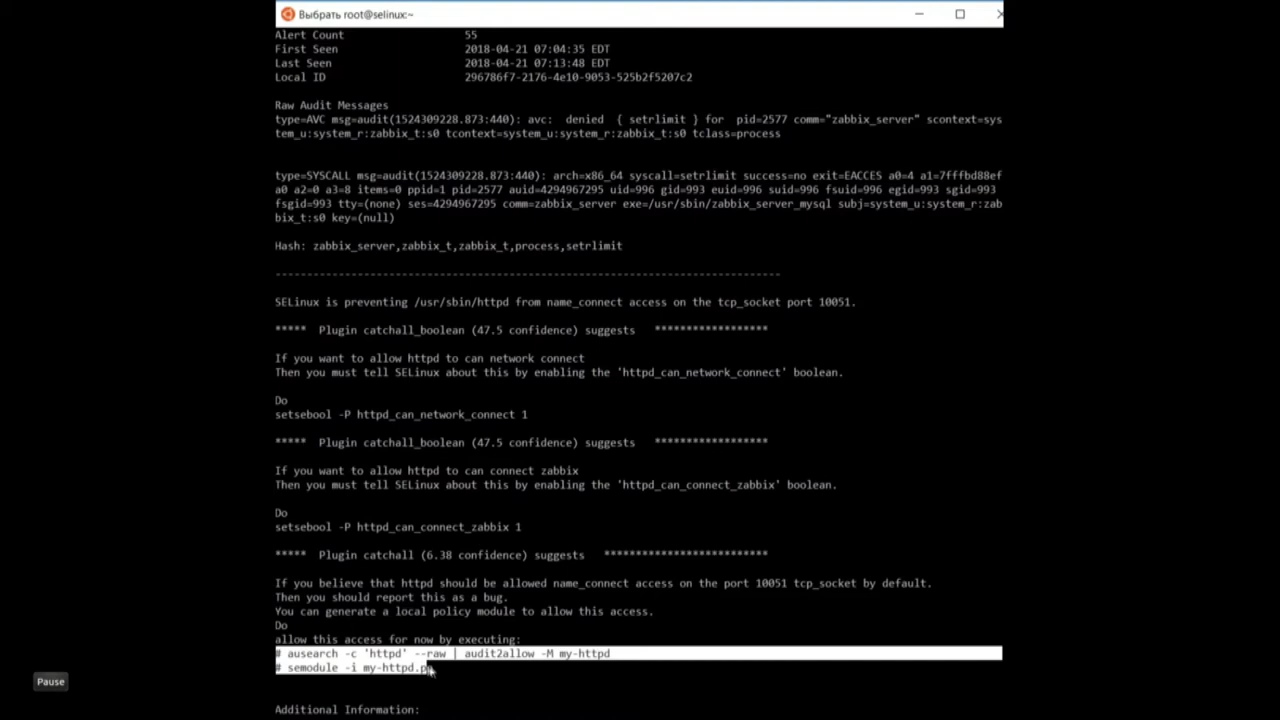 Выбрать root@selinux:~
Alert Count 55
First Seen 2018-04-21 07:04:35 EDT
Last Seen 2018-04-21 07:13:48 EDT
Local ID 296786f7-2176-4e10-9053-525b2f5207c2
Raw Audit Messages
type=AVC msg=audit(1524309228.873:440): avc: denied { setrlimit } for pid=2577 comm="zabbix_server" scontext=sys
tem_u:system_r:zabbix_t:s0 tcontext=system_u:system_r:zabbix_t:s0 tclass=process
type=SYSCALL msg=audit(1524309228.873:440): arch=x86_64 syscall=setrlimit success=no exit=EACCES a0=4 a1=7fffbd88ef
a0 a2=0 a3=8 items=0 ppid=1 pid=2577 auid=4294967295 uid=996 gid=993 euid=996 suid=996 fsuid=996 egid=993 sgid=993
fsgid=993 tty=(none) ses=4294967295 comm=zabbix_server exe=/usr/sbin/zabbix_server_mysql subj=system_u:system_r:zab
bix_t:s0 key=(null)
Hash: zabbix_server,zabbix_t,zabbix_t,process,setrlimit
--------------------------------------------------------------------------------
SELinux is preventing /usr/sbin/httpd from name_connect access on the tcp_socket port 10051.
***** Plugin catchall_boolean (47.5 confidence) suggests ******************
If you want to allow httpd to can network connect
Then you must tell SELinux about this by enabling the 'httpd_can_network_connect' boolean.
Do
setsebool -P httpd_can_network_connect 1
***** Plugin catchall_boolean (47.5 confidence) suggests ******************
If you want to allow httpd to can connect zabbix
Then you must tell SELinux about this by enabling the 'httpd_can_connect_zabbix' boolean.
Do
setsebool -P httpd_can_connect_zabbix 1
***** Plugin catchall (6.38 confidence) suggests **************************
If you believe that httpd should be allowed name_connect access on the port 10051 tcp_socket by default.
Then you should report this as a bug.
You can generate a local policy module to allow this access.
Do
allow this access for now by executing:
# ausearch -c 'httpd' --raw | audit2allow -M my-httpd
# semodule -i my-httpd.p
Additional Information:
Pause